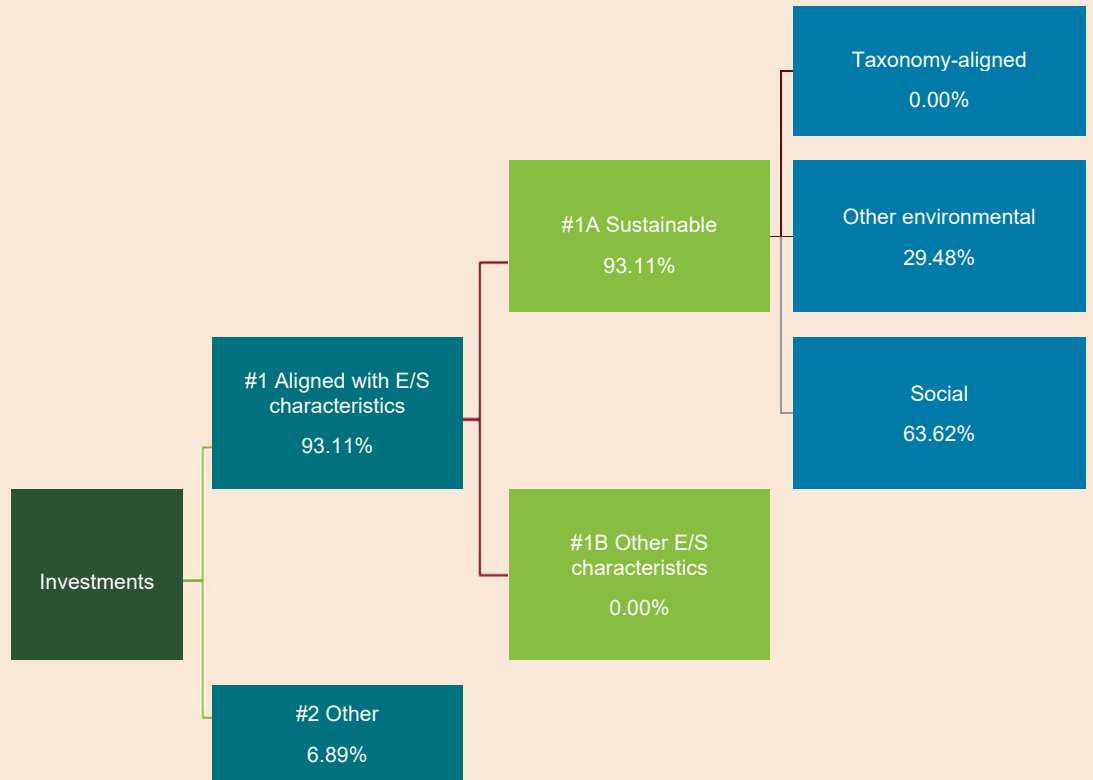 Taxonomy-aligned
0.00%
#1A Sustainable
93.11%
Other environmental
29.48%
#1 Aligned with E/S
characteristics
93.11%
Social
63.62%
Investments
#1B Other E/S
characteristics
0.00%
#2 Other
6.89%